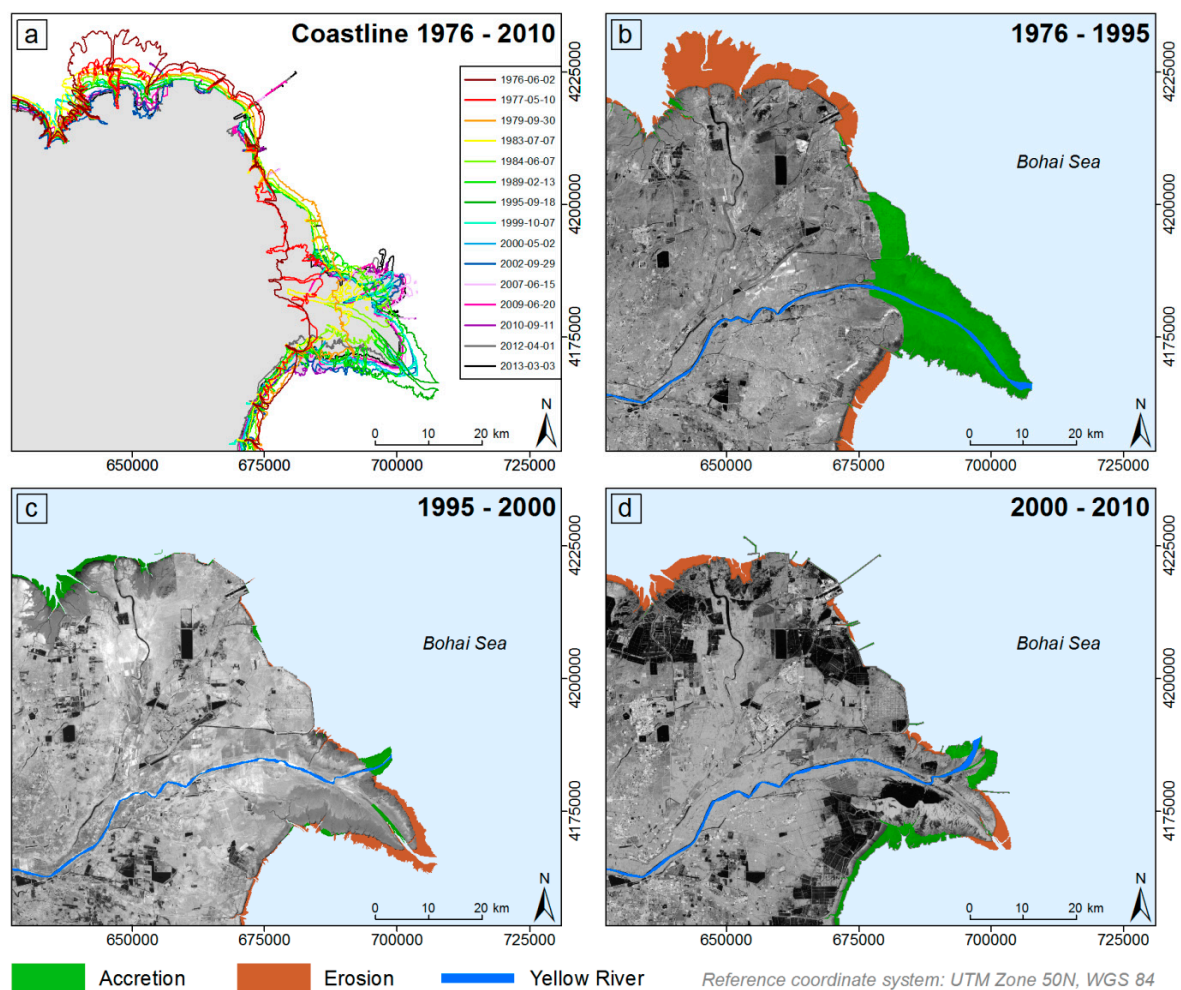 a
Coastline 1976 - 2010
1976-06-02
1977-05-10
1979-09-30
1983-07-07
1984-06-07
1989-02-13
1995-09-18
1999-10-07
2000-05-02
2002-09-29
2007-06-15
2009-06-20
2010-09-11
2012-04-01
2013-03-03
N
0 10 20 km
4225000
4200000
4175000
650000 675000 700000 725000
b
1976 - 1995
Bohai Sea
N
0 10 20 km
4225000
4200000
4175000
650000 675000 700000 725000
c
1995 - 2000
Bohai Sea
N
0 10 20 km
4225000
4200000
4175000
650000 675000 700000 725000
d
2000 - 2010
Bohai Sea
N
0 10 20 km
4225000
4200000
4175000
650000 675000 700000 725000
Accretion Erosion Yellow River Reference coordinate system: UTM Zone 50N, WGS 84